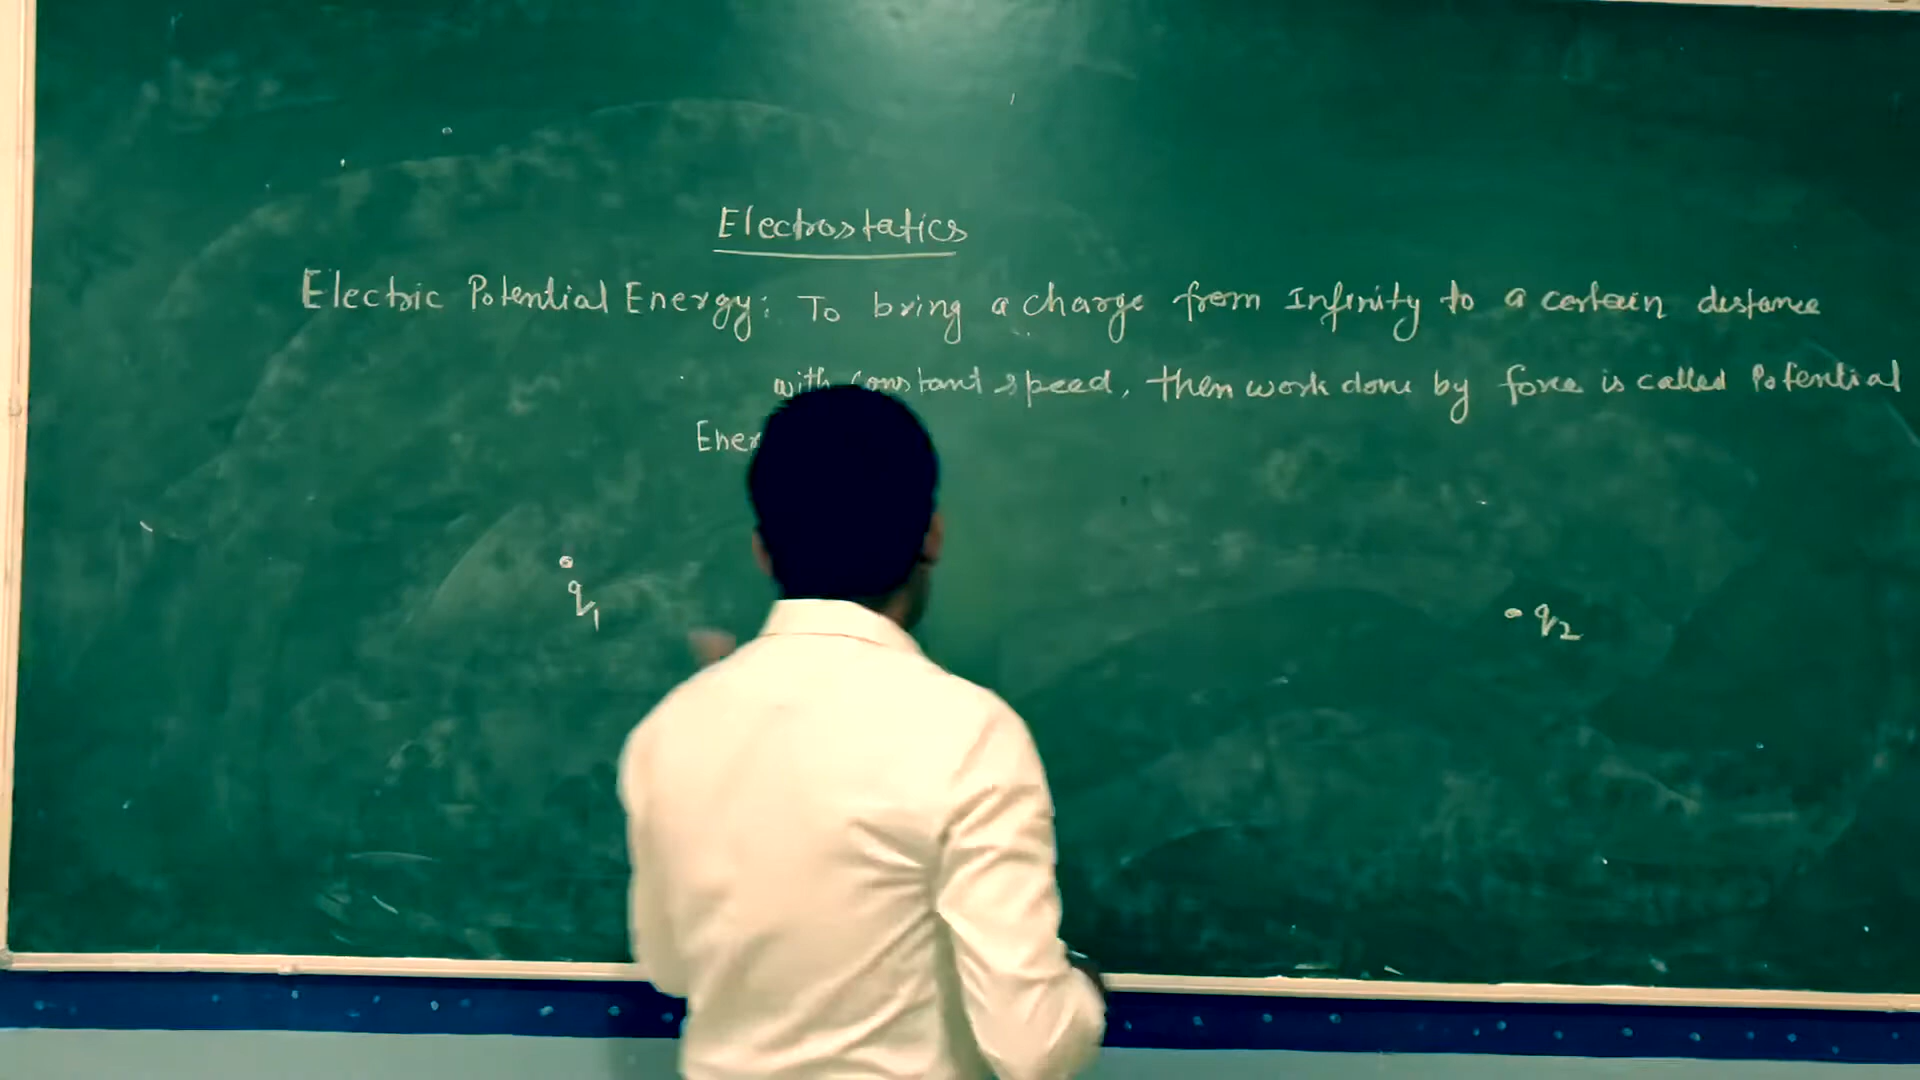 Electrostatics
Electric Potential Energy: To bring a charge from Infinity to a certain distance
with constant speed, then work done by force is called Potential
Ener
q1
q2